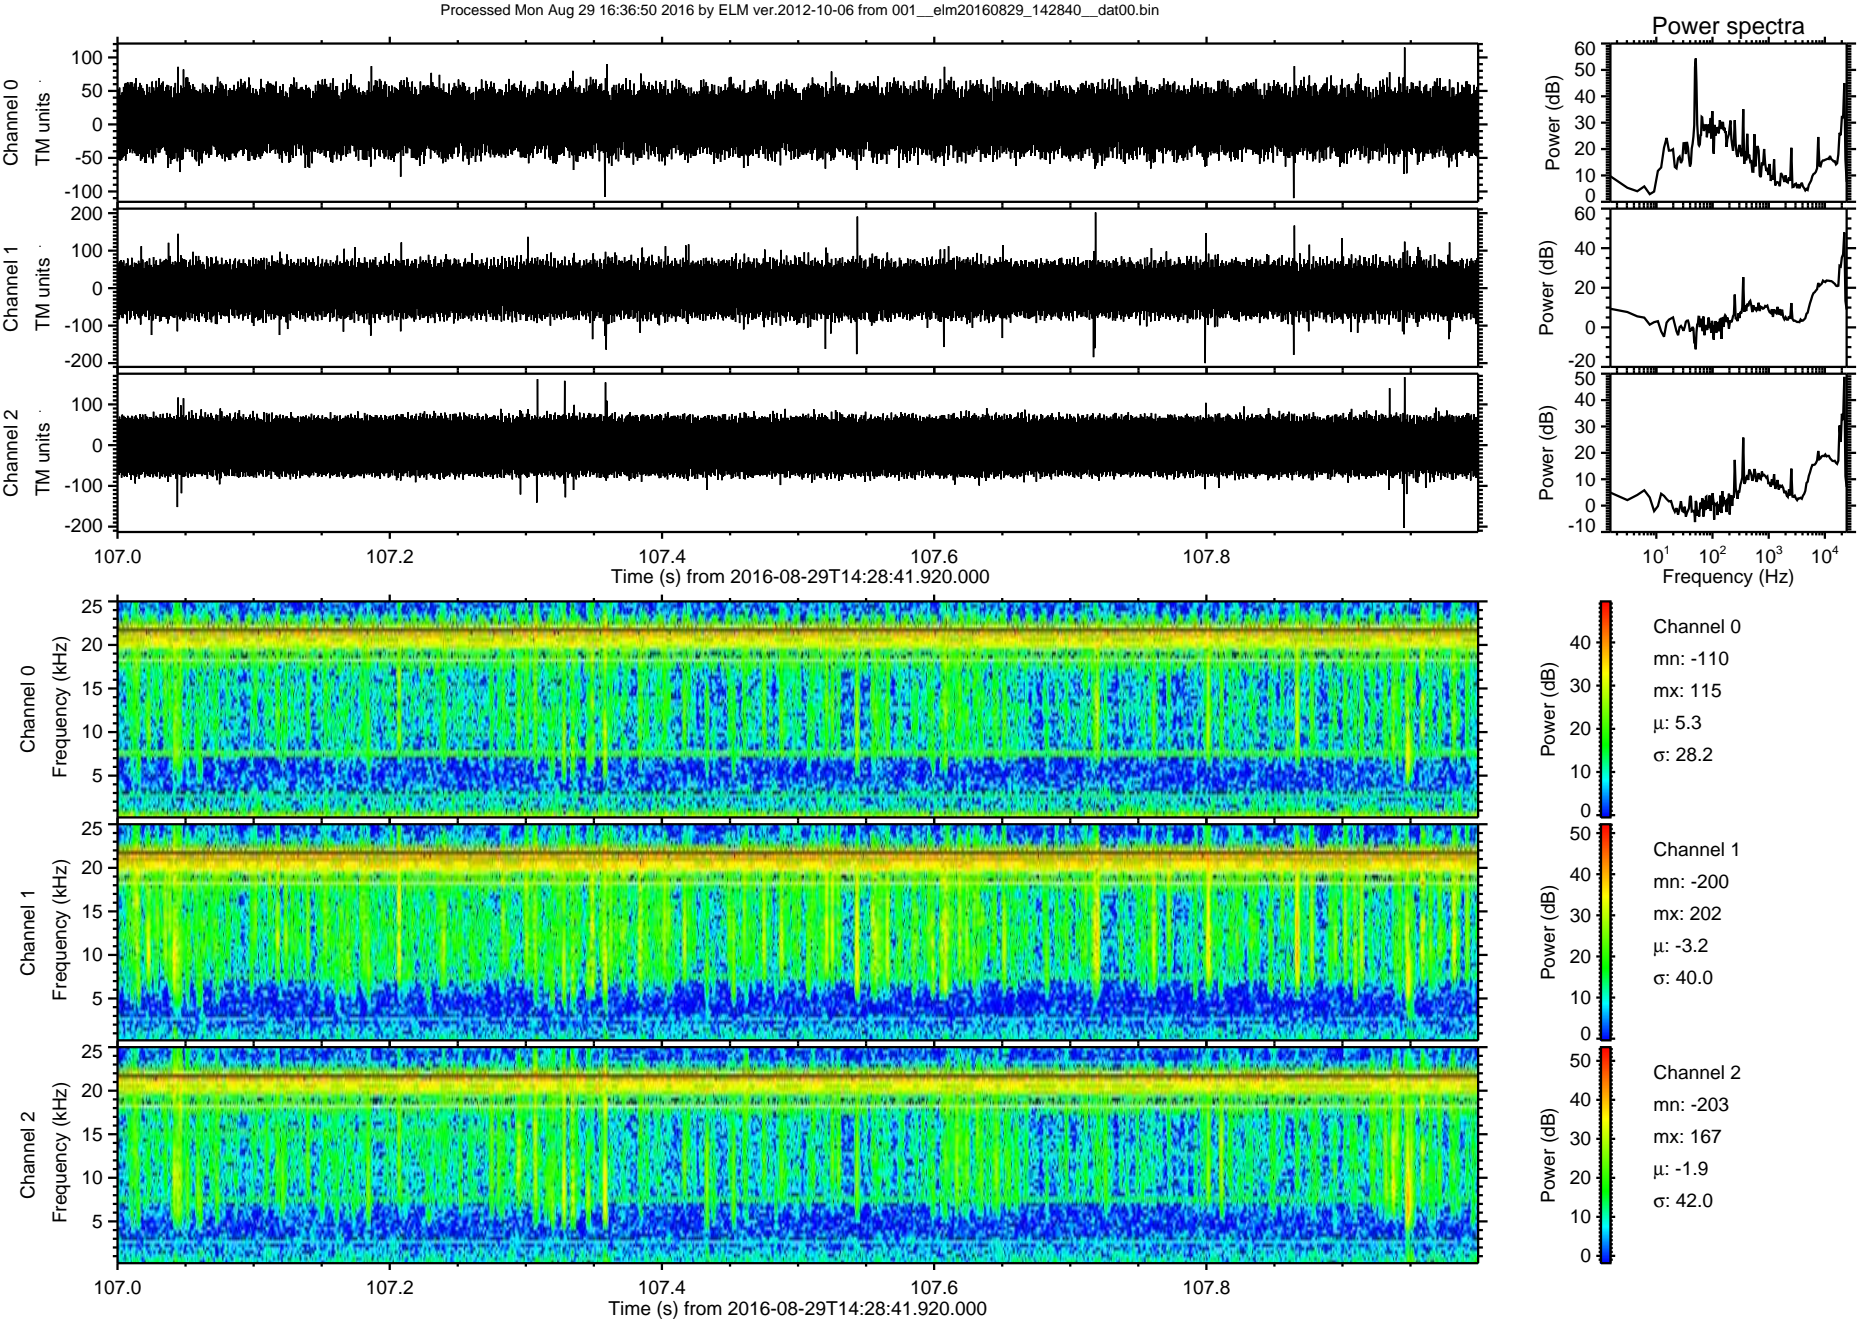 Processed Mon Aug 29 16:36:50 2016 by ELM ver.2012-10-06 from 001__elm20160829_142840__dat00.bin
Power spectra
Channel 0
TM units
100
50
0
-50
-100
Power (dB)
60
50
40
30
20
10
0
Channel 1
TM units
200
100
0
-100
-200
Power (dB)
60
40
20
0
-20
Channel 2
TM units
100
0
-100
-200
Power (dB)
50
40
30
20
10
0
-10
107.0 107.2 107.4 107.6 107.8
Time (s) from 2016-08-29T14:28:41.920.000
10^1 10^2 10^3 10^4
Frequency (Hz)
Channel 0
Frequency (kHz)
25
20
15
10
5
Power (dB)
40
30
20
10
0
Channel 0
mn: -110
mx: 115
μ: 5.3
σ: 28.2
Channel 1
Frequency (kHz)
25
20
15
10
5
Power (dB)
50
40
30
20
10
0
Channel 1
mn: -200
mx: 202
μ: -3.2
σ: 40.0
Channel 2
Frequency (kHz)
25
20
15
10
5
Power (dB)
50
40
30
20
10
0
Channel 2
mn: -203
mx: 167
μ: -1.9
σ: 42.0
107.0 107.2 107.4 107.6 107.8
Time (s) from 2016-08-29T14:28:41.920.000